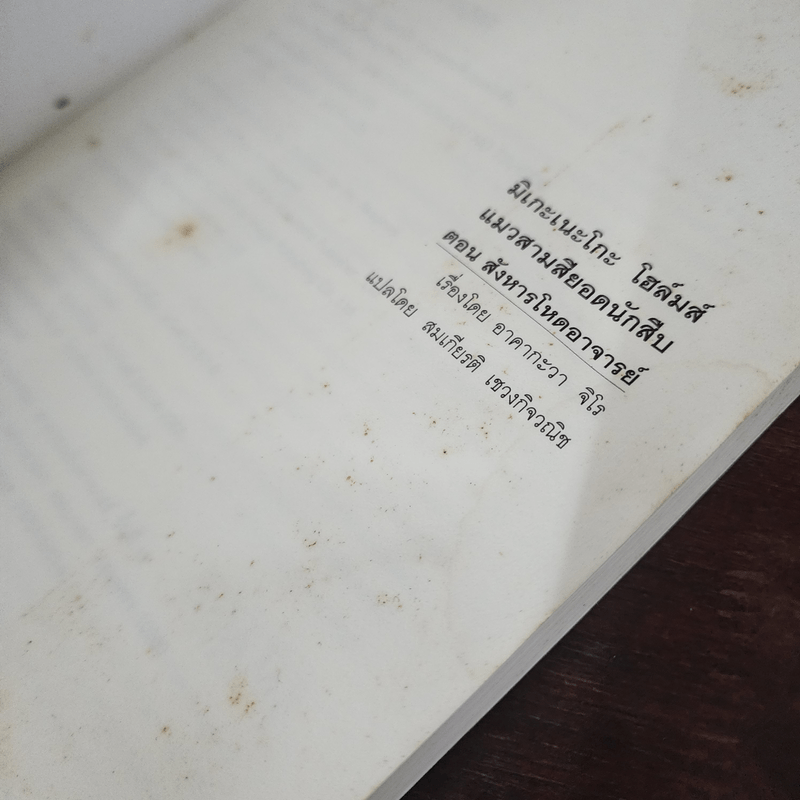 มิเกะเนะโกะ โฮล์มส์
แมวสามสียอดนักสืบ
ตอน สังหารโหดอาจารย์
เรื่องโดย อาคากะวา จิโร
แปลโดย สมเกียรติ เชวงกิจวณิช